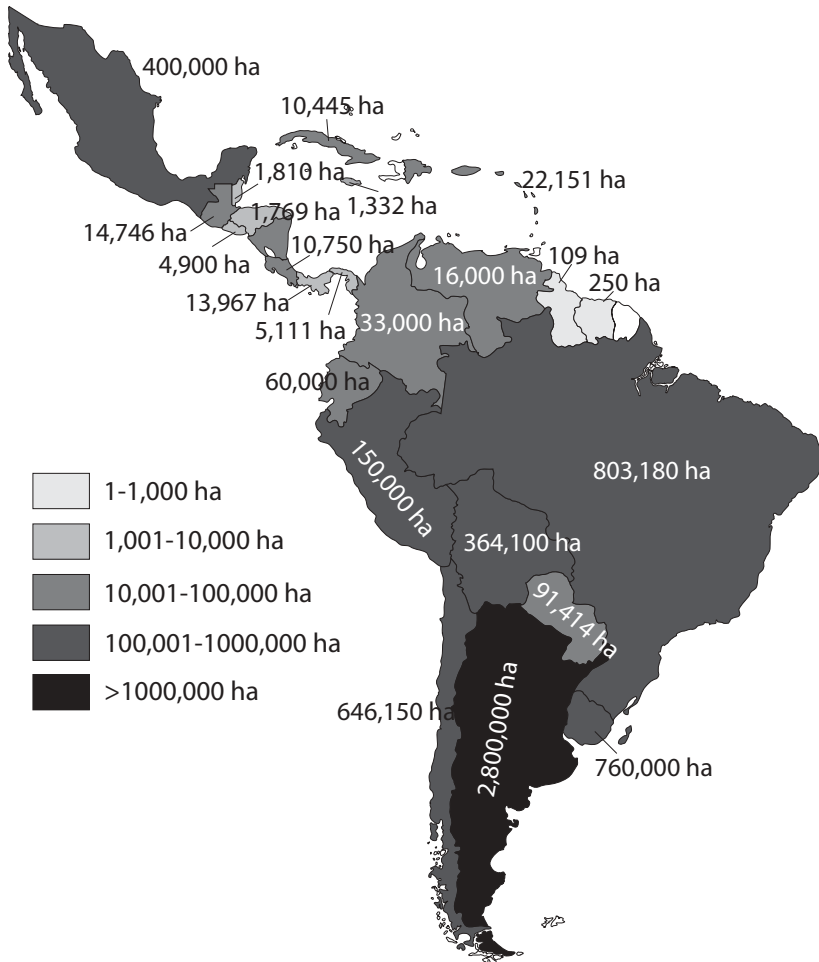 400,000 ha
10,445 ha
1,810 ha
22,151 ha
1,769 ha
1,332 ha
14,746 ha
10,750 ha
109 ha
4,900 ha
16,000 ha
250 ha
13,967 ha
5,111 ha
33,000 ha
60,000 ha
150,000 ha
803,180 ha
364,100 ha
91,414 ha
646,150 ha
2,800,000 ha
760,000 ha
1-1,000 ha
1,001-10,000 ha
10,001-100,000 ha
100,001-1000,000 ha
>1000,000 ha